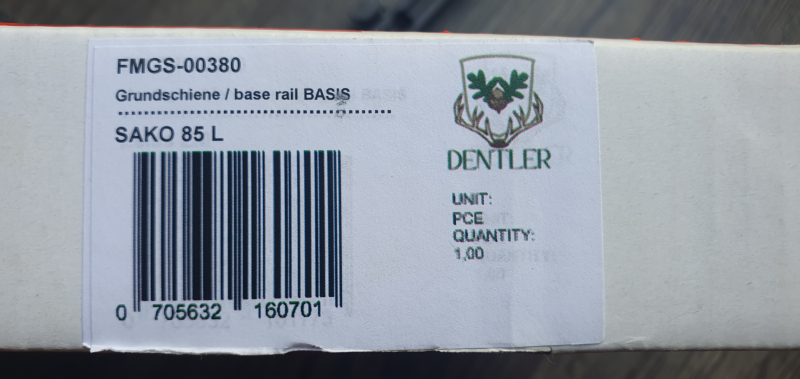 FMGS-00380
Grundschiene / base rail BASIS
SAKO 85 L
0 705632 160701
DENTLER
UNIT:
PCE
QUANTITY:
1,00